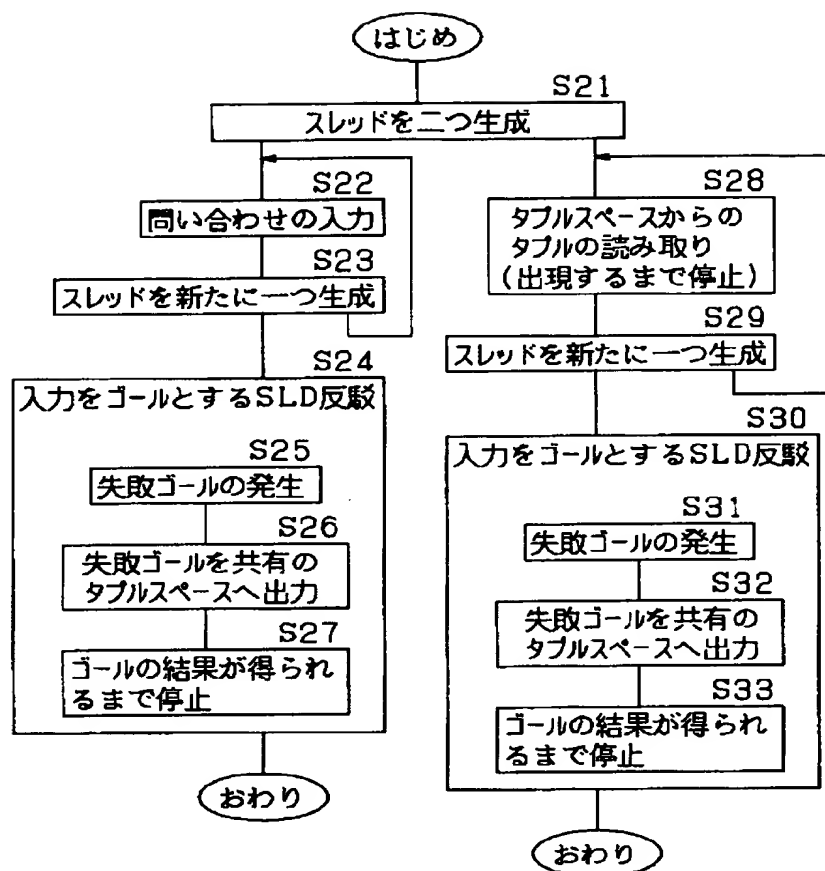 はじめ
S21
スレッドを二つ生成
S22
問い合わせの入力
S23
スレッドを新たに一つ生成
S24
入力をゴールとするSLD反駁
S25
失敗ゴールの発生
S26
失敗ゴールを共有の
タプルスペースへ出力
S27
ゴールの結果が得られ
るまで停止
おわり
S28
タプルスペースからの
タプルの読み取り
(出現するまで停止)
S29
スレッドを新たに一つ生成
S30
入力をゴールとするSLD反駁
S31
失敗ゴールの発生
S32
失敗ゴールを共有の
タプルスペースへ出力
S33
ゴールの結果が得られ
るまで停止
おわり